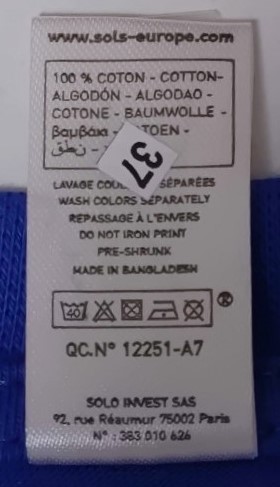 www.sols-europe.com
100 % COTON - COTTON-
ALGODÓN - ALGODAO -
COTONE - BAUMWOLLE -
Βαμβάκι -
37
LAVAGE SÉPARÉES
WASH COLORS SEPARATELY
REPASSAGE À L'ENVERS
DO NOT IRON PRINT
PRE-SHRUNK
MADE IN BANGLADESH
40
®
QC.N° 12251-A7
SOLO INVEST SAS
92, rue Réaumur 75002 Paris
N° : 383 010 626